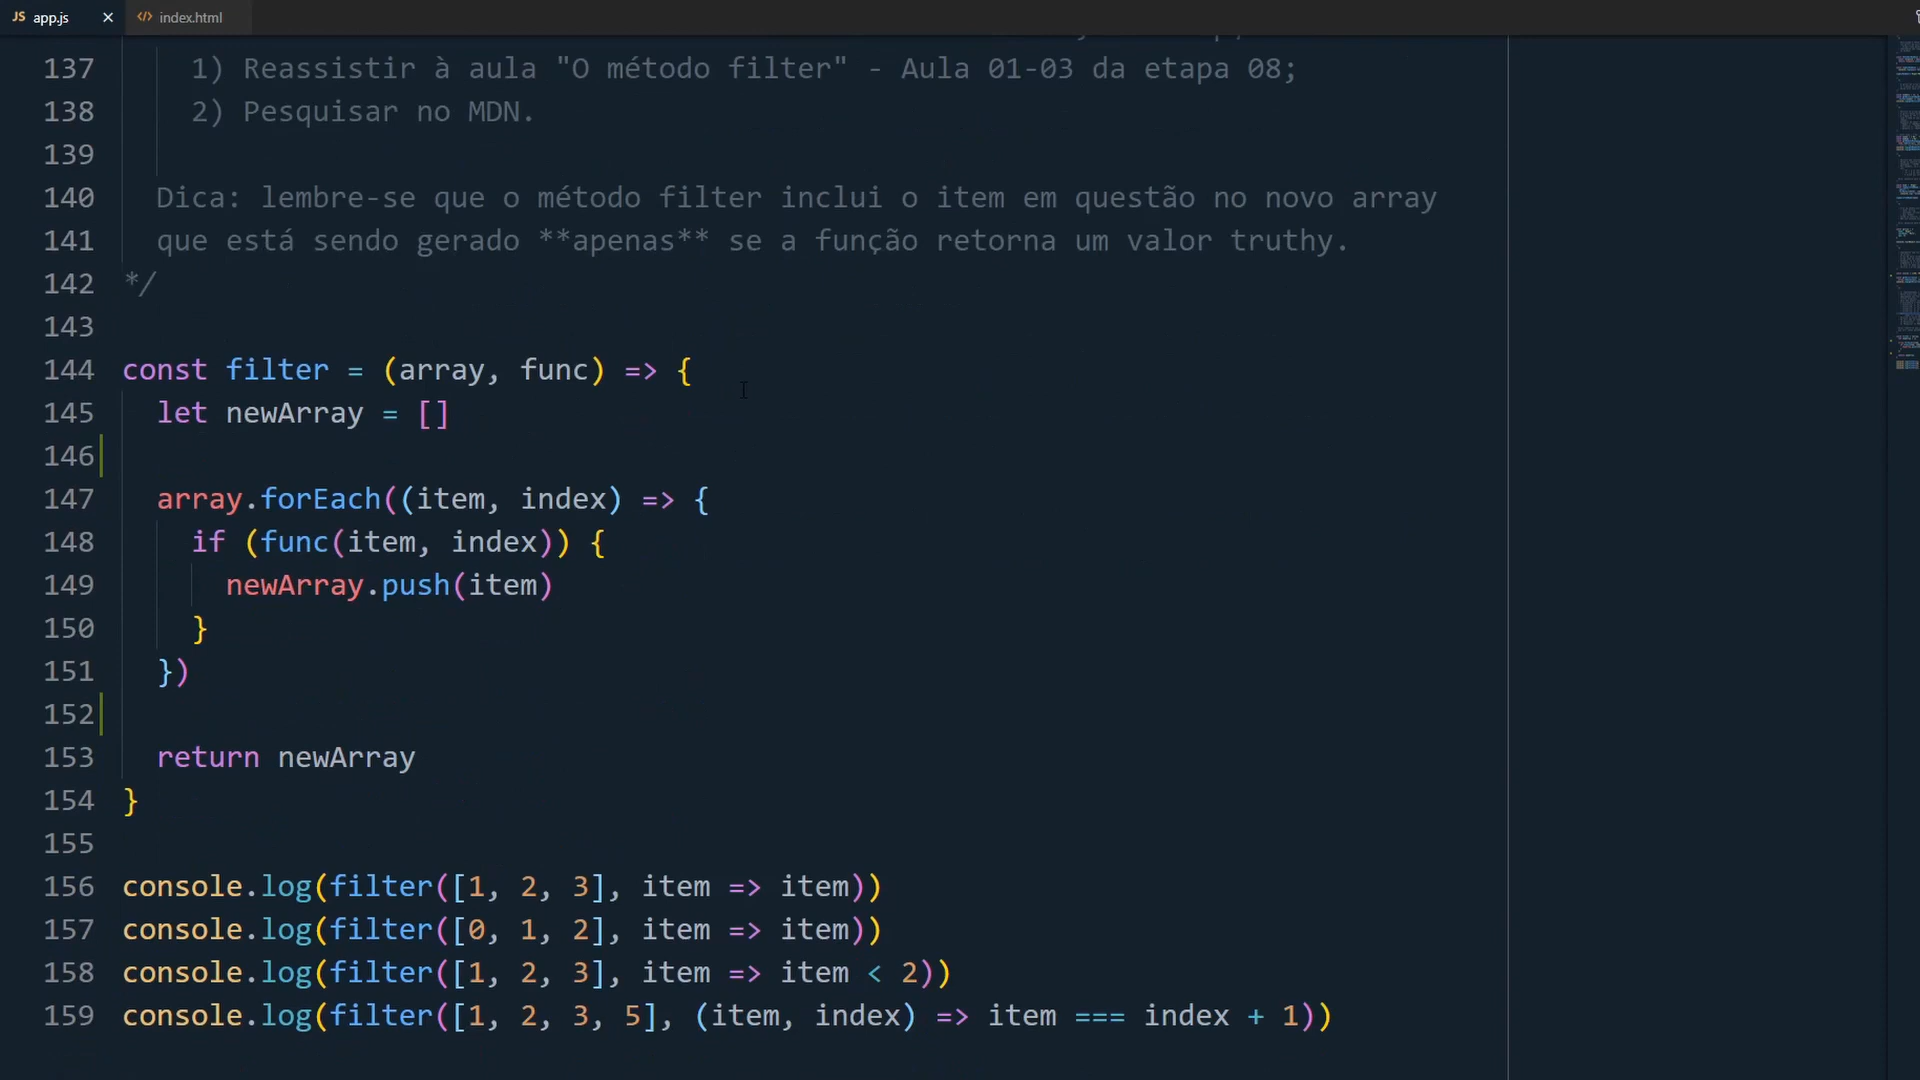 JS app.js × <> index.html
137 1) Reassistir à aula "O método filter" - Aula 01-03 da etapa 08;
138 2) Pesquisar no MDN.
139
140 Dica: lembre-se que o método filter inclui o item em questão no novo array
141 que está sendo gerado **apenas** se a função retorna um valor truthy.
142 */
143
144 const filter = (array, func) => {
145 let newArray = []
146
147 array.forEach((item, index) => {
148 if (func(item, index)) {
149 newArray.push(item)
150 }
151 })
152
153 return newArray
154 }
155
156 console.log(filter([1, 2, 3], item => item))
157 console.log(filter([0, 1, 2], item => item))
158 console.log(filter([1, 2, 3], item => item < 2))
159 console.log(filter([1, 2, 3, 5], (item, index) => item === index + 1))